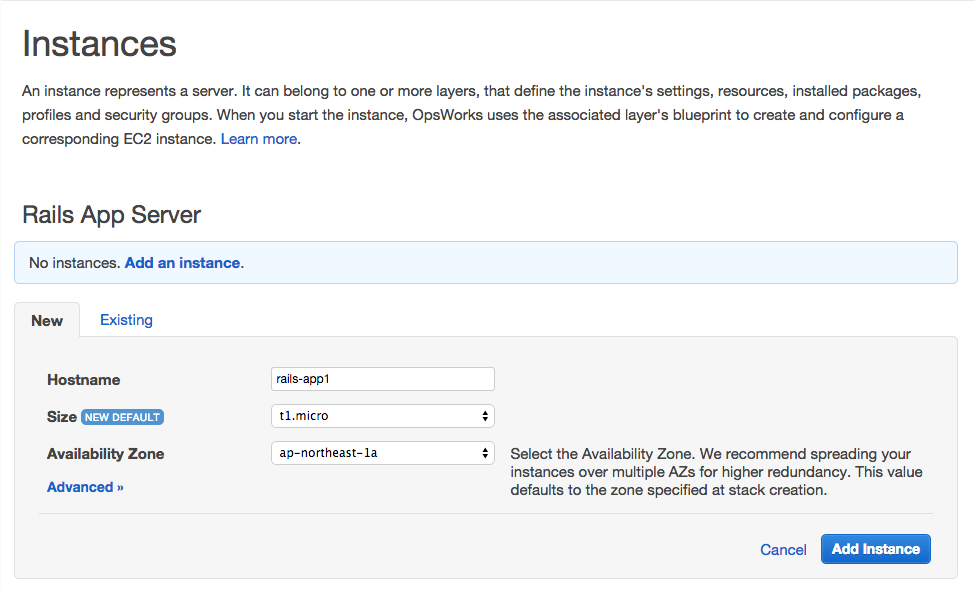 Instances
An instance represents a server. It can belong to one or more layers, that define the instance's settings, resources, installed packages,
profiles and security groups. When you start the instance, OpsWorks uses the associated layer's blueprint to create and configure a
corresponding EC2 instance. Learn more.
Rails App Server
No instances. Add an instance.
New Existing
Hostname rails-app1
Size NEW DEFAULT t1.micro
Availability Zone ap-northeast-1a Select the Availability Zone. We recommend spreading your
instances over multiple AZs for higher redundancy. This value
Advanced » defaults to the zone specified at stack creation.
Cancel Add Instance